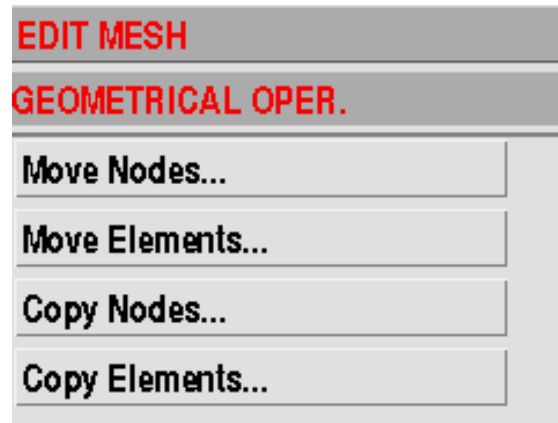 EDIT MESH
GEOMETRICAL OPER.
Move Nodes...
Move Elements...
Copy Nodes...
Copy Elements...